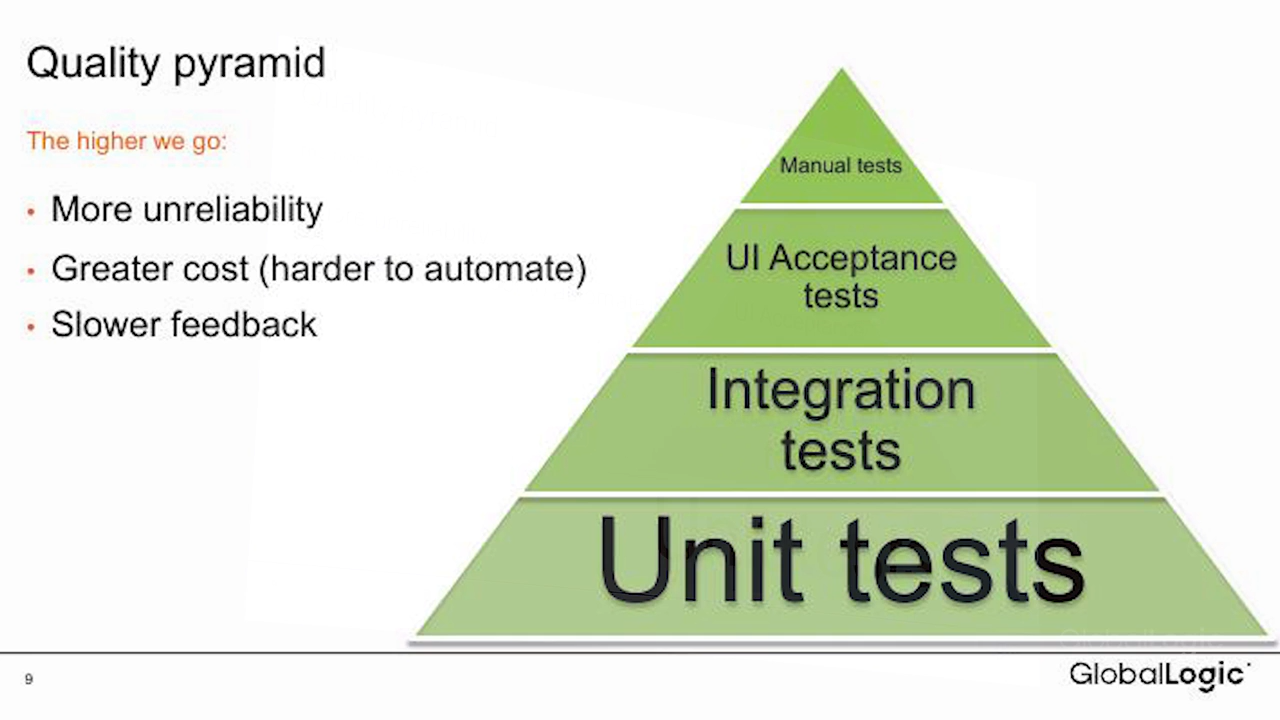 Quality pyramid
The higher we go:
• More unreliability
• Greater cost (harder to automate)
• Slower feedback
Manual tests
UI Acceptance
tests
Integration
tests
Unit tests
9
GlobalLogic